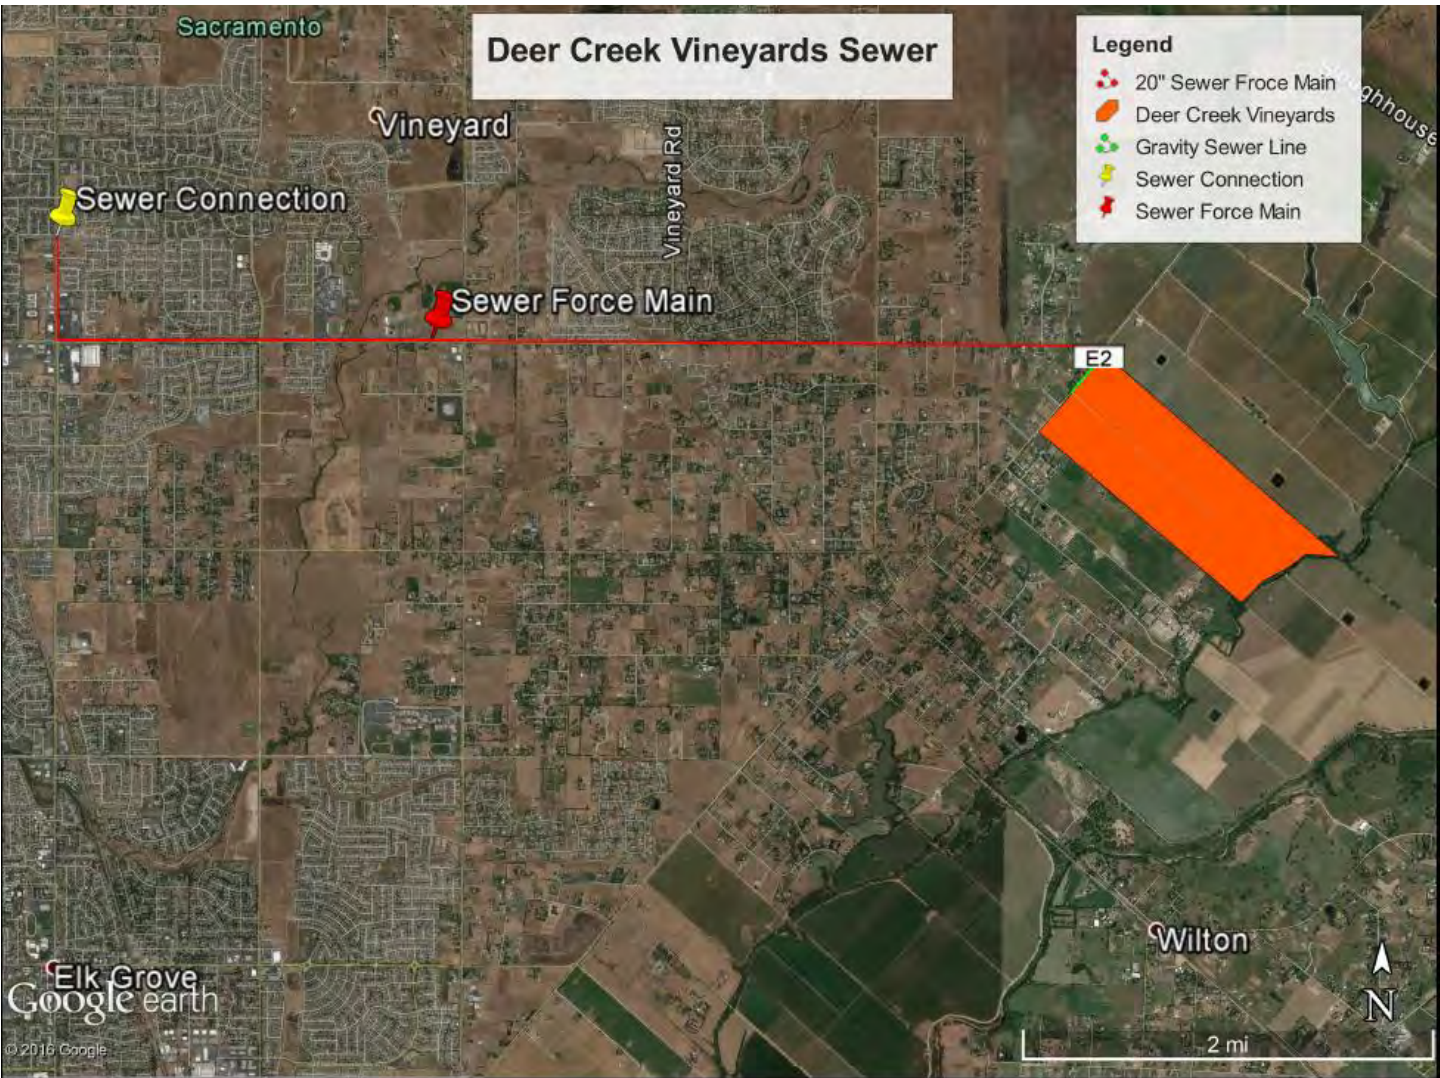 Sacramento
Deer Creek Vineyards Sewer
Legend
20" Sewer Froce Main
Deer Creek Vineyards
Gravity Sewer Line
Sewer Connection
Sewer Force Main
Sloughhouse
Vineyard
Vineyard Rd
Sewer Connection
Sewer Force Main
E2
Wilton
Elk Grove
Google earth
© 2016 Google
N
2 mi